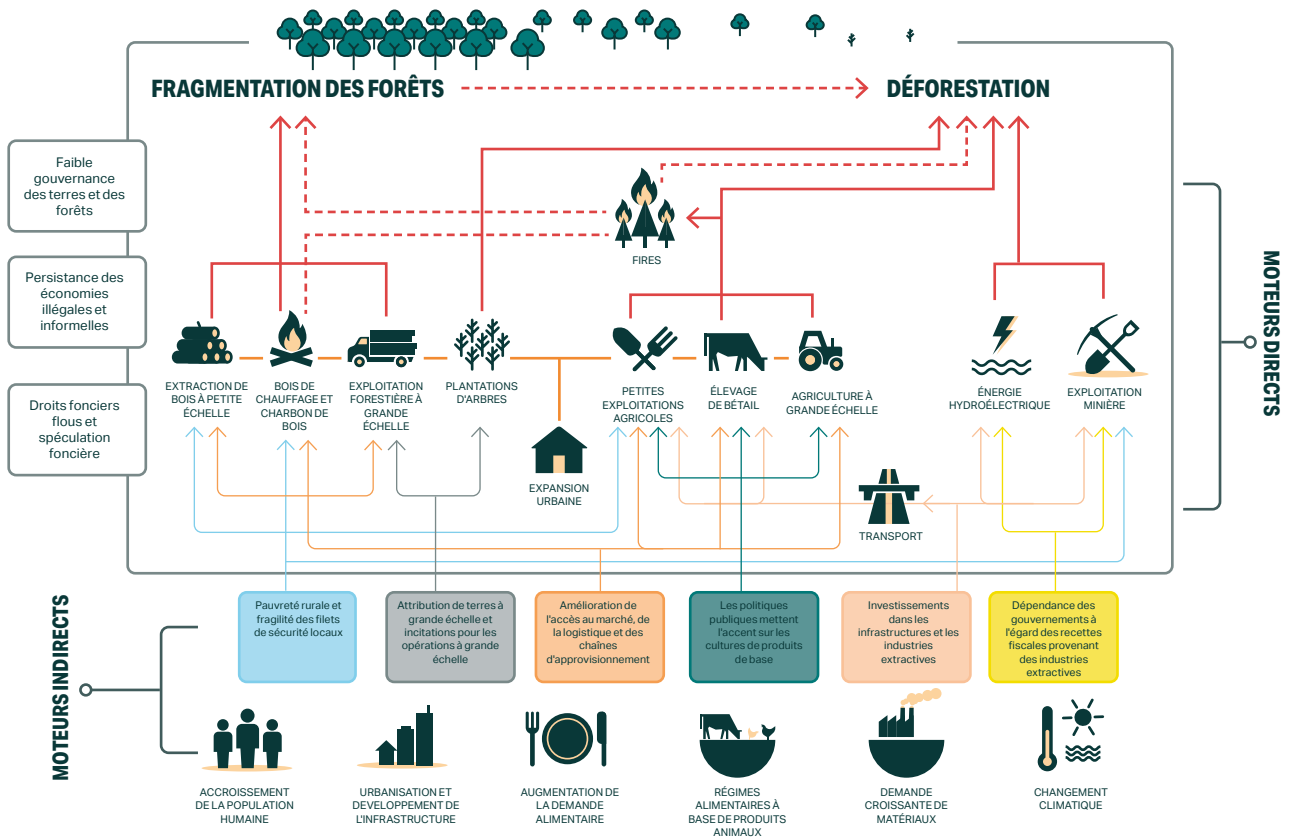 FRAGMENTATION DES FORÊTS
DÉFORESTATION
Faible
gouvernance
des terres et des
forêts
Persistance des
économies
illégales et
informelles
Droits fonciers
flous et
spéculation
foncière
FIRES
EXTRACTION DE
BOIS À PETITE
ÉCHELLE
BOIS DE
CHAUFFAGE ET
CHARBON DE
BOIS
EXPLOITATION
FORESTIÈRE À
GRANDE
ÉCHELLE
PLANTATIONS
D'ARBRES
EXPANSION
URBAINE
PETITES
EXPLOITATIONS
AGRICOLES
ÉLEVAGE
DE BÉTAIL
AGRICULTURE À
GRANDE ÉCHELLE
ÉNERGIE
HYDROÉLECTRIQUE
EXPLOITATION
MINIÈRE
TRANSPORT
MOTEURS DIRECTS
MOTEURS INDIRECTS
Pauvreté rurale et
fragilité des filets
de sécurité locaux
Attribution de terres à
grande échelle et
incitations pour les
opérations à grande
échelle
Amélioration de
l'accès au marché, de
la logistique et des
chaînes
d'approvisionnement
Les politiques
publiques mettent
l'accent sur les
cultures de produits
de base
Investissements
dans les
infrastructures et les
industries
extractives
Dépendance des
gouvernements à
l'égard des recettes
fiscales provenant
des industries
extractives
ACCROISSEMENT
DE LA POPULATION
HUMAINE
URBANISATION ET
DEVELOPPEMENT DE
L'INFRASTRUCTURE
AUGMENTATION DE
LA DEMANDE
ALIMENTAIRE
RÉGIMES
ALIMENTAIRES À
BASE DE PRODUITS
ANIMAUX
DEMANDE
CROISSANTE DE
MATÉRIAUX
CHANGEMENT
CLIMATIQUE